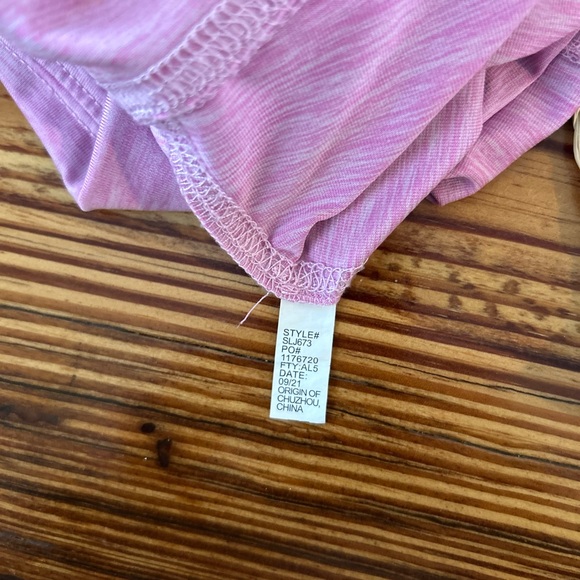 STYLE#
SLJ673
PO#
1176720
FTY:AL5
DATE:
09/21
ORIGIN OF
CHUZHOU,
CHINA